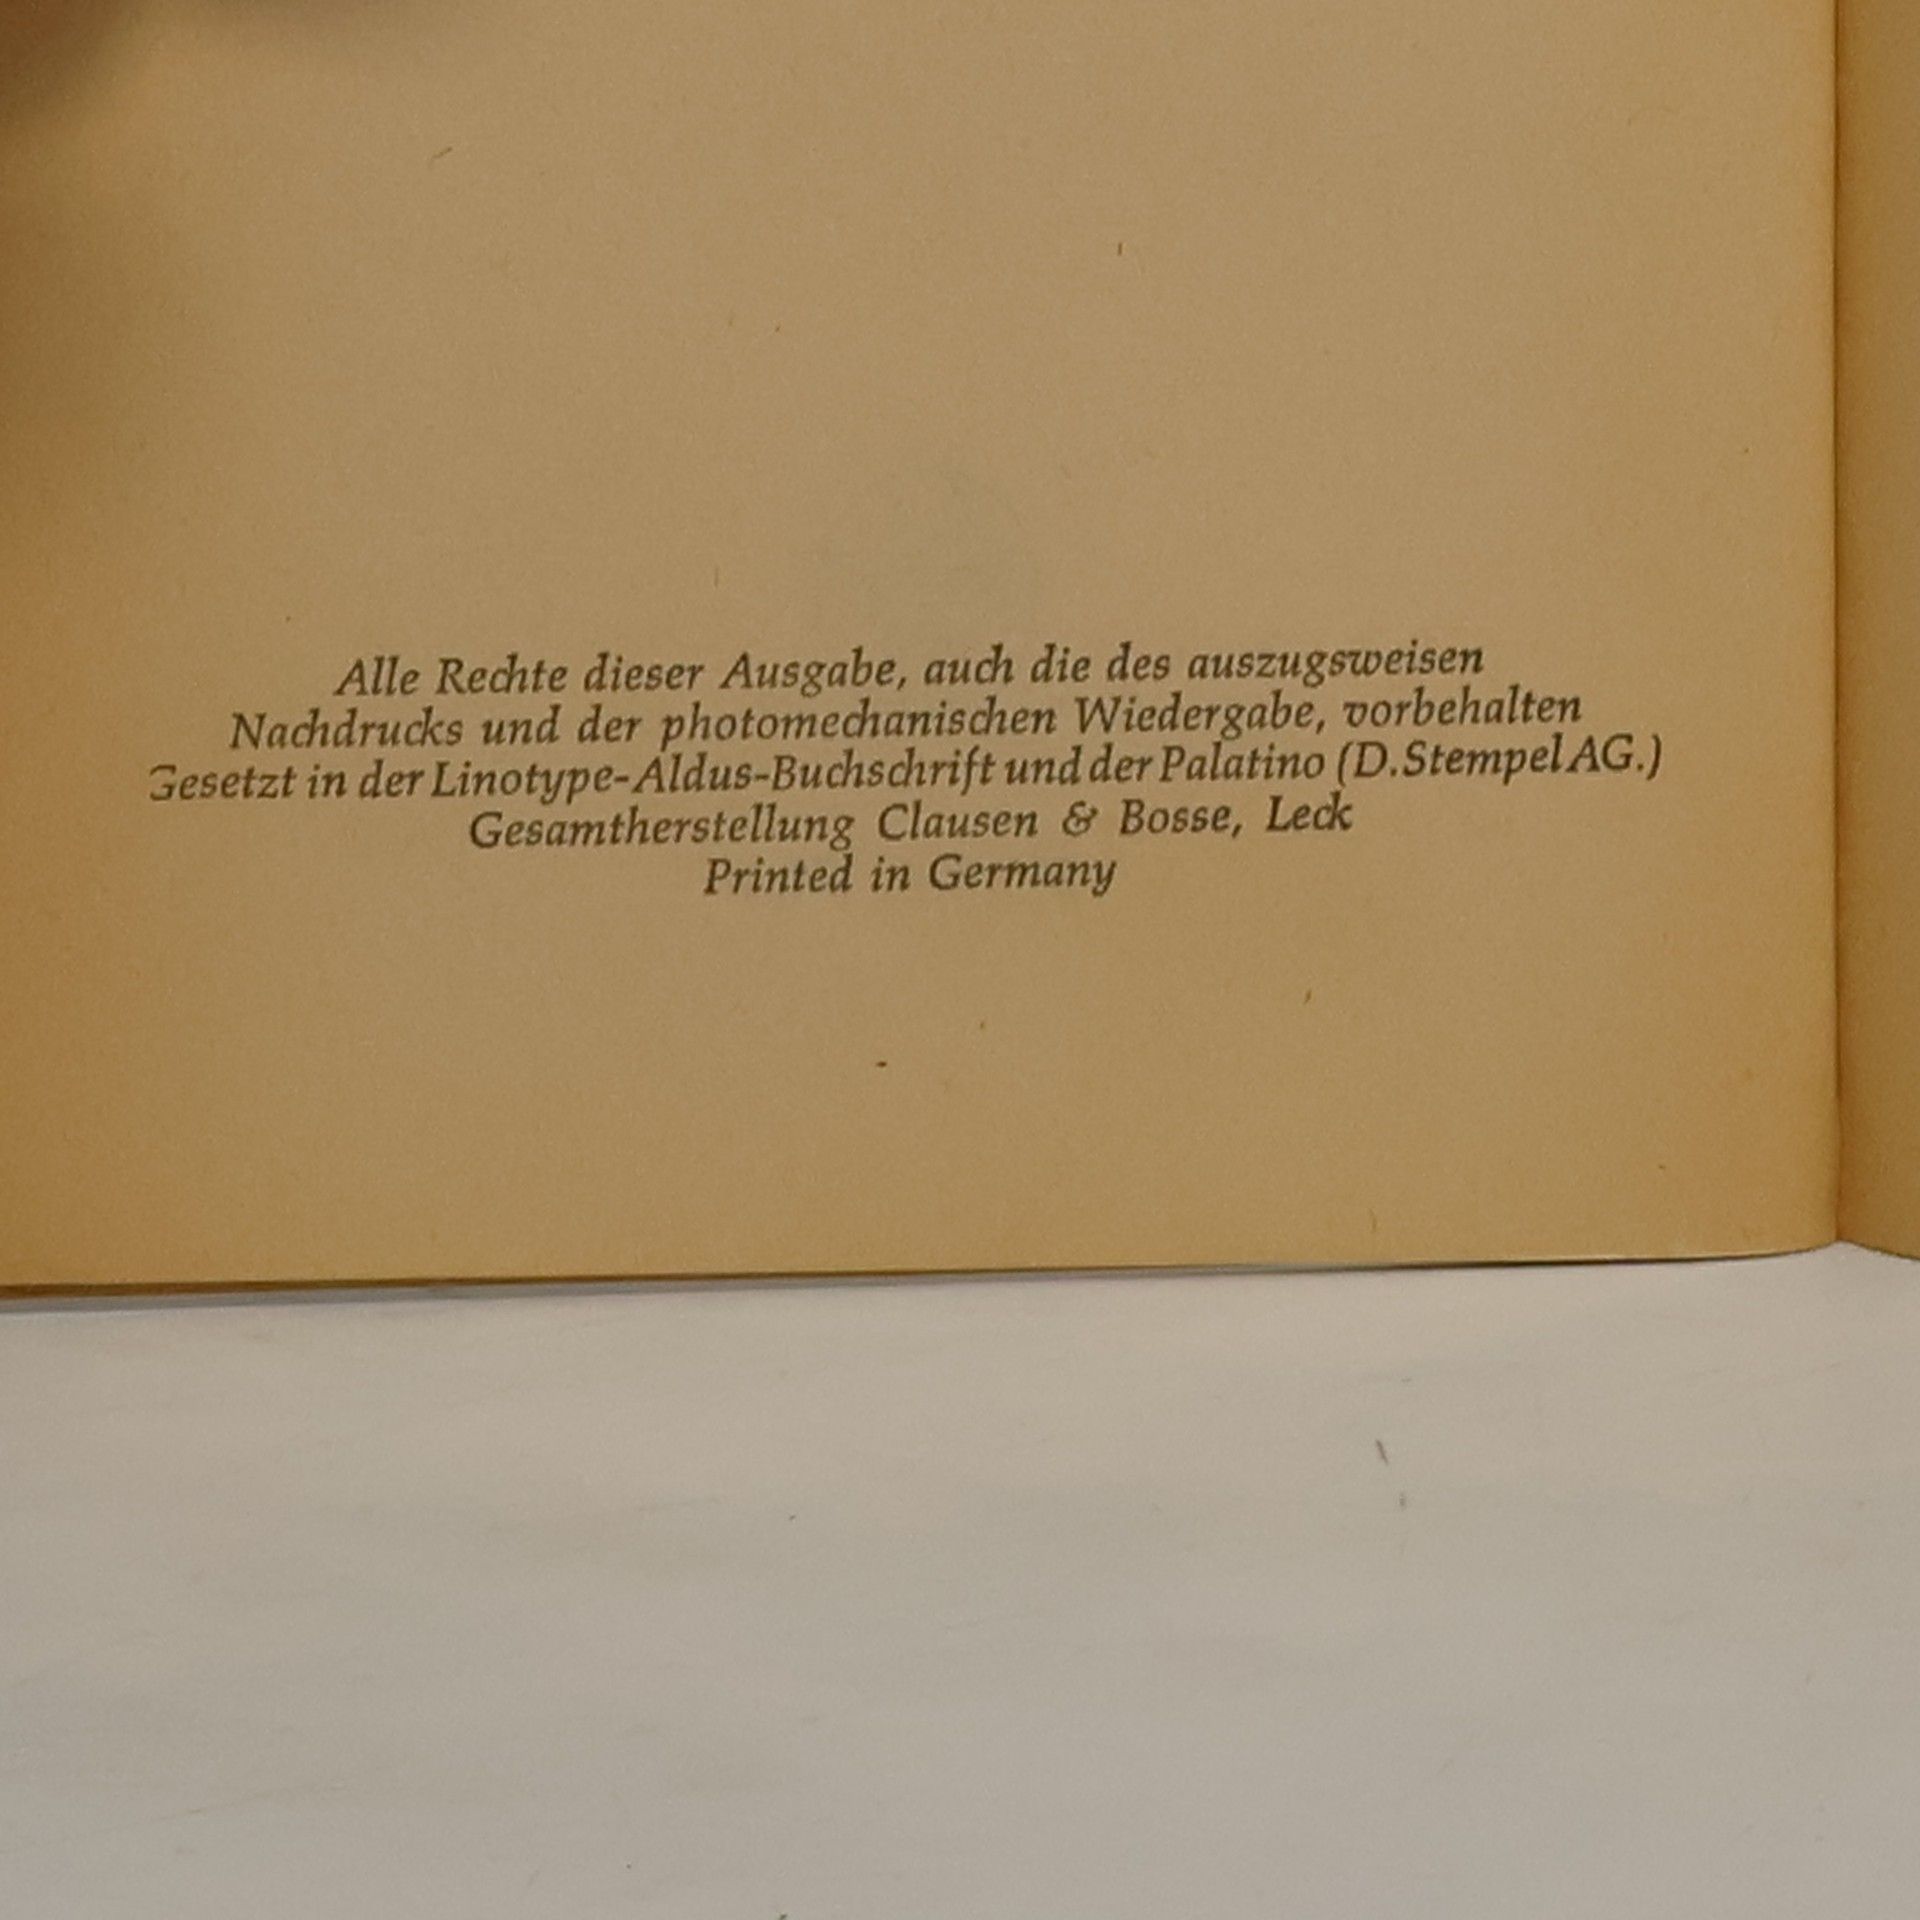 Alle Rechte dieser Ausgabe, auch die des auszugsweisen
Nachdrucks und der photomechanischen Wiedergabe, vorbehalten
Gesetzt in der Linotype-Aldus-Buchschrift und der Palatino (D.Stempel AG.)
Gesamtherstellung Clausen & Bosse, Leck
Printed in Germany